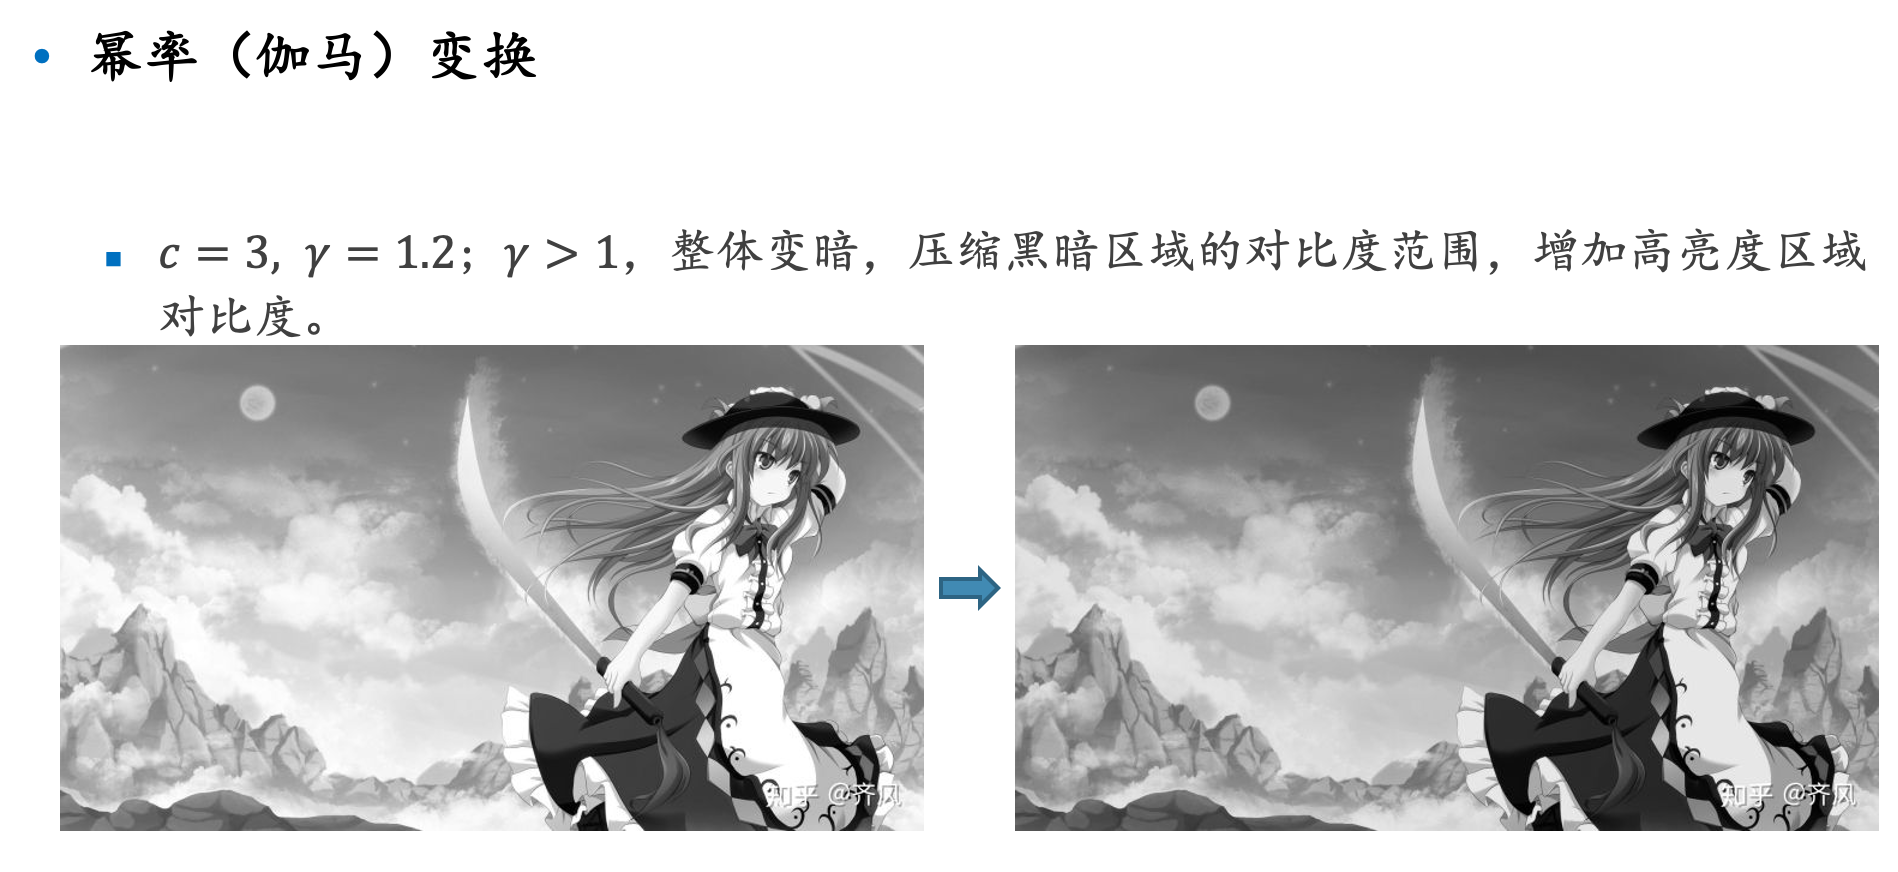 • 幂率（伽马）变换
▪ c = 3, γ = 1.2；γ > 1，整体变暗，压缩黑暗区域的对比度范围，增加高亮度区域
对比度。
知乎 @齐风
知乎 @齐风